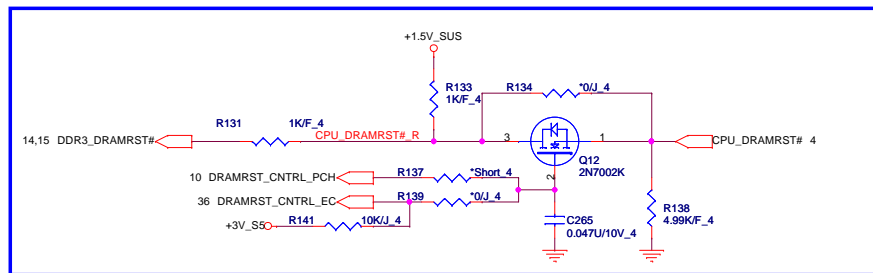 +1.5V_SUS
R133
1K/F_4
R134
*0/J_4
R131
1K/F_4
CPU_DRAMRST#_R
3
1
14,15 DDR3_DRAMRST#
CPU_DRAMRST# 4
Q12
2N7002K
2
10 DRAMRST_CNTRL_PCH
R137
*Short_4
36 DRAMRST_CNTRL_EC
R139
*0/J_4
R138
4.99K/F_4
+3V_S5
R141
10K/J_4
C265
0.047U/10V_4